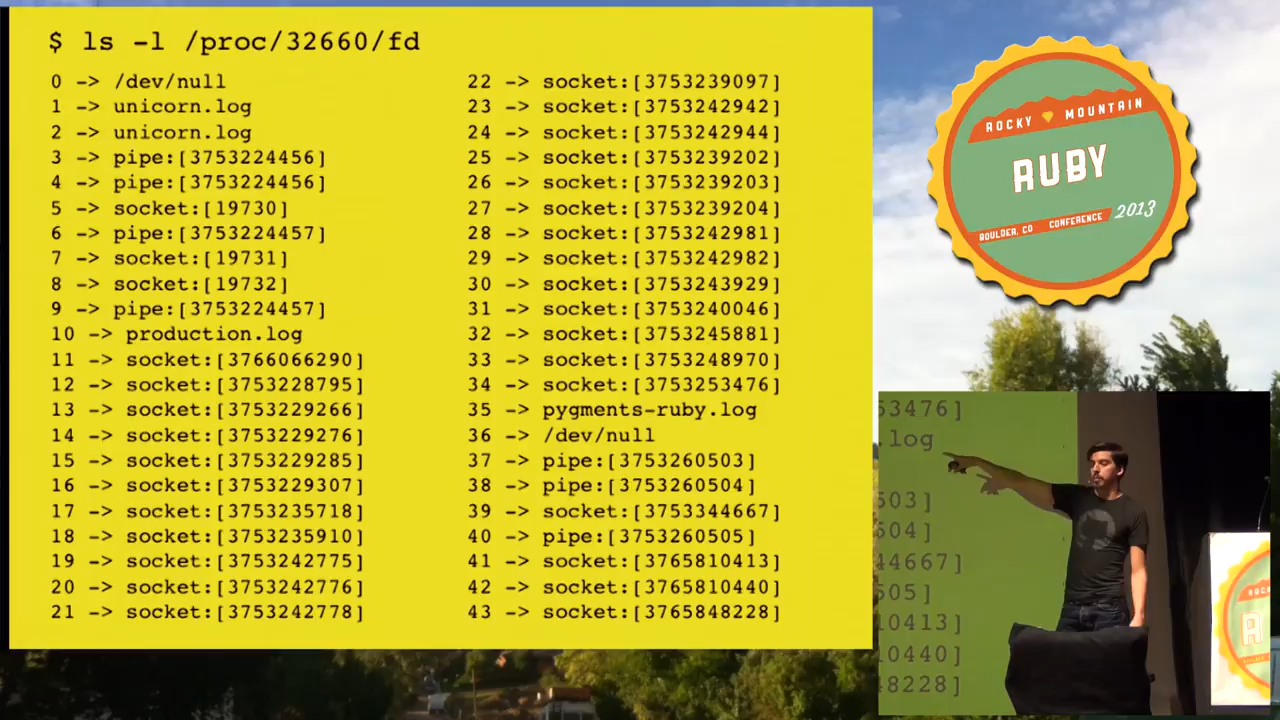 $ ls -l /proc/32660/fd
0 -> /dev/null
1 -> unicorn.log
2 -> unicorn.log
3 -> pipe:[3753224456]
4 -> pipe:[3753224456]
5 -> socket:[19730]
6 -> pipe:[3753224457]
7 -> socket:[19731]
8 -> socket:[19732]
9 -> pipe:[3753224457]
10 -> production.log
11 -> socket:[3766066290]
12 -> socket:[3753228795]
13 -> socket:[3753229266]
14 -> socket:[3753229276]
15 -> socket:[3753229285]
16 -> socket:[3753229307]
17 -> socket:[3753235718]
18 -> socket:[3753235910]
19 -> socket:[3753242775]
20 -> socket:[3753242776]
21 -> socket:[3753242778]
22 -> socket:[3753239097]
23 -> socket:[3753242942]
24 -> socket:[3753242944]
25 -> socket:[3753239202]
26 -> socket:[3753239203]
27 -> socket:[3753239204]
28 -> socket:[3753242981]
29 -> socket:[3753242982]
30 -> socket:[3753243929]
31 -> socket:[3753240046]
32 -> socket:[3753245881]
33 -> socket:[3753248970]
34 -> socket:[3753253476]
35 -> pygments-ruby.log
36 -> /dev/null
37 -> pipe:[3753260503]
38 -> pipe:[3753260504]
39 -> socket:[3753344667]
40 -> pipe:[3753260505]
41 -> socket:[3765810413]
42 -> socket:[3765810440]
43 -> socket:[3765848228]
ROCKY MOUNTAIN
RUBY
BOULDER, CO CONFERENCE 2013
53476]
.log
503]
504]
44667]
505]
10413]
10440]
48228]